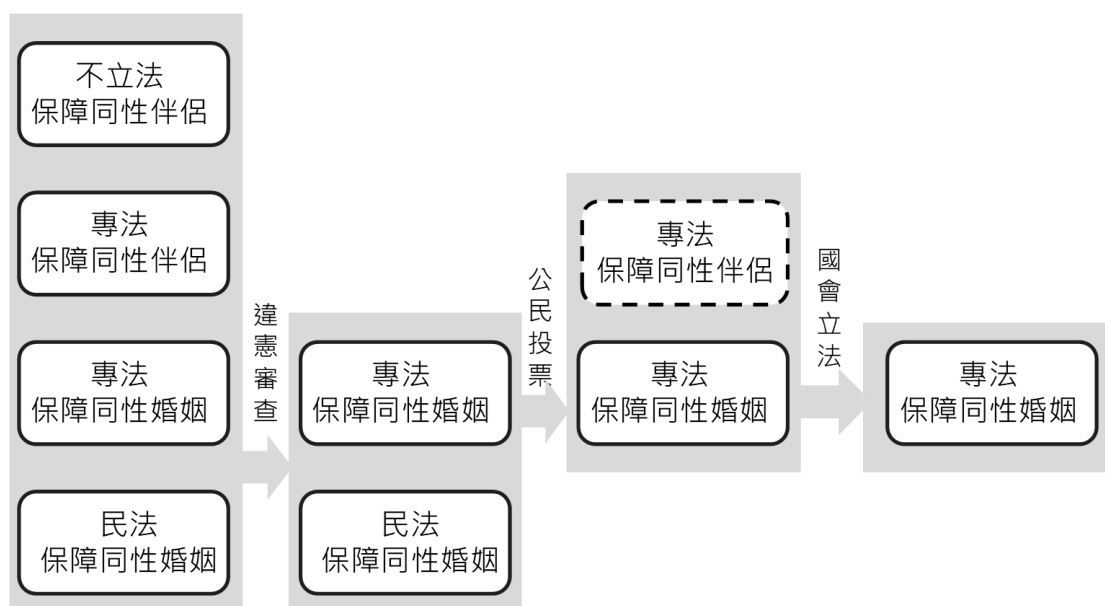 不立法
保障同性伴侶
專法
保障同性伴侶
專法
保障同性婚姻
民法
保障同性婚姻
違憲審查
專法
保障同性婚姻
民法
保障同性婚姻
公民投票
專法
保障同性伴侶
專法
保障同性婚姻
國會立法
專法
保障同性婚姻